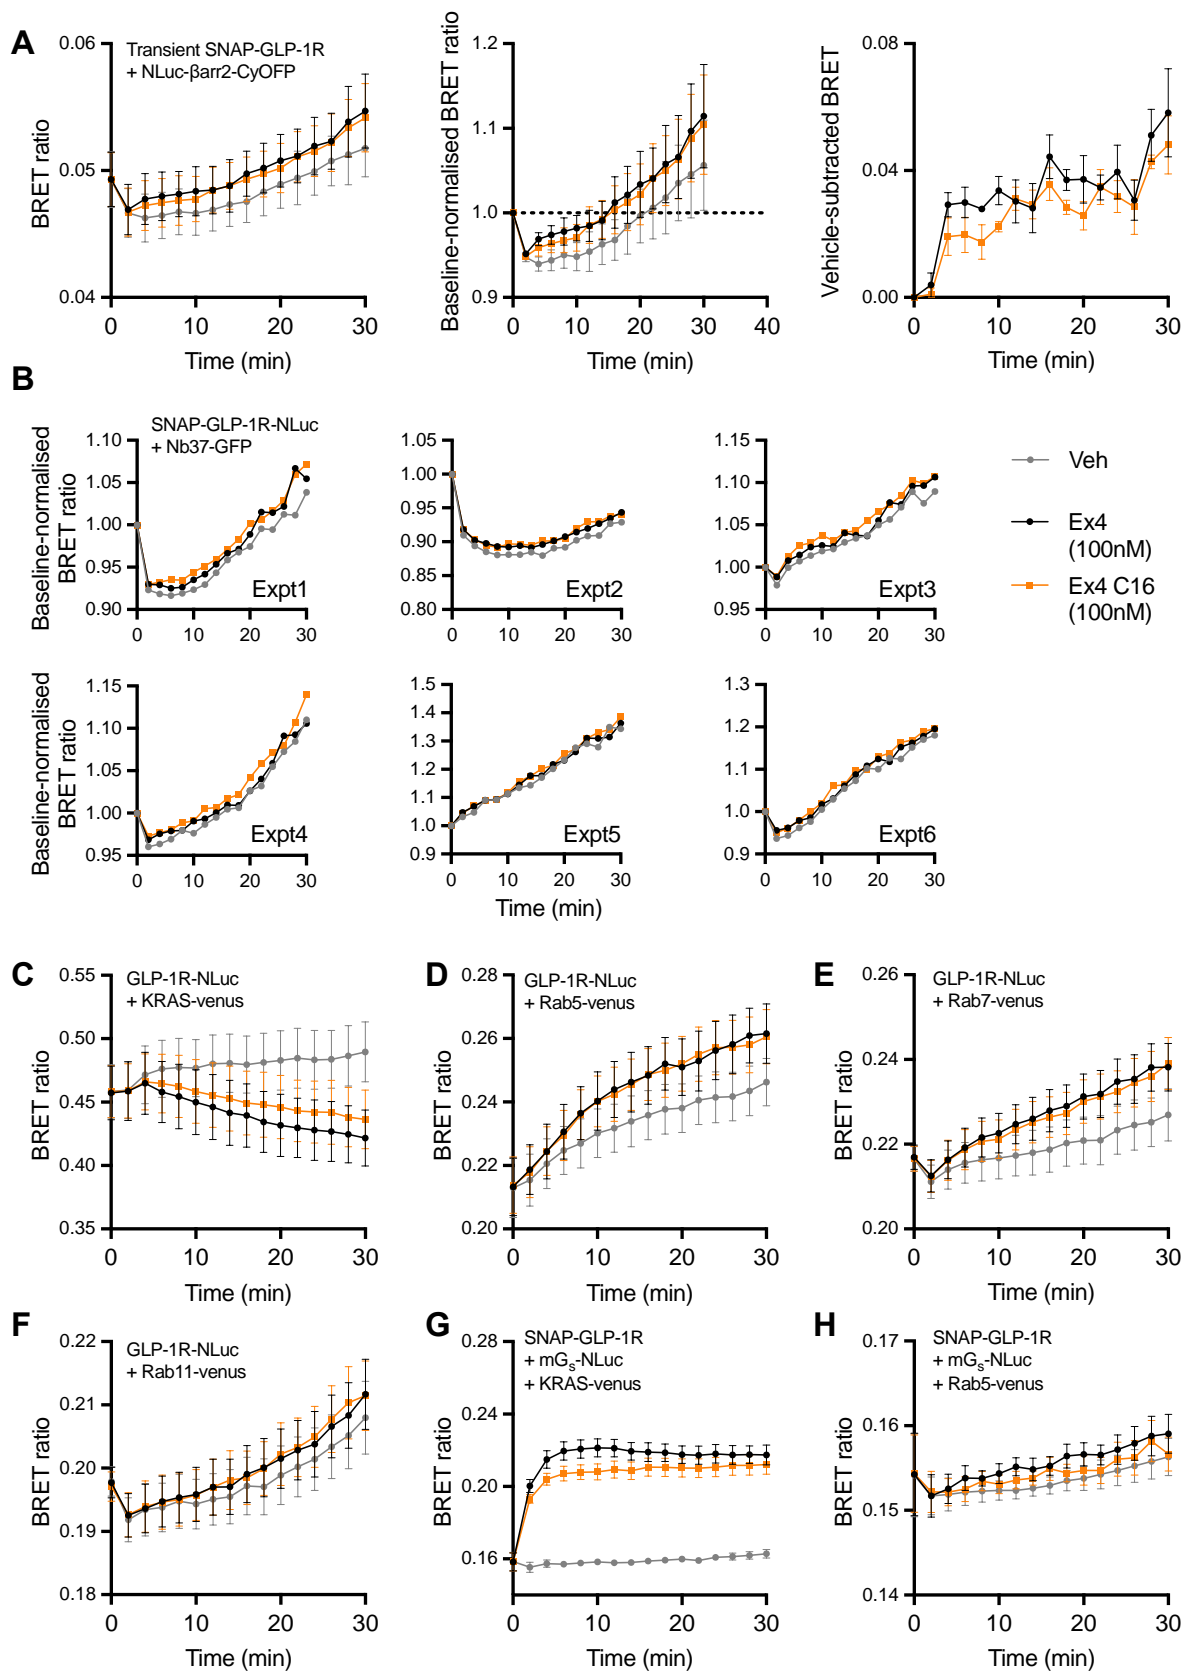 A
Transient SNAP-GLP-1R
+ NLuc-βarr2-CyOFP
BRET ratio
0.06
0.05
0.04
0 10 20 30
Time (min)
Baseline-normalised BRET ratio
1.2
1.1
1.0
0.9
0 10 20 30 40
Time (min)
Vehicle-subtracted BRET
0.08
0.04
0.00
0 10 20 30
Time (min)
B
SNAP-GLP-1R-NLuc
+ Nb37-GFP
Baseline-normalised
BRET ratio
1.10
1.05
1.00
0.95
0.90
0 10 20 30
Expt1
1.05
1.00
0.95
0.90
0.85
0.80
0 10 20 30
Expt2
1.15
1.10
1.05
1.00
0.95
0 10 20 30
Expt3
Veh
Ex4
(100nM)
Ex4 C16
(100nM)
Baseline-normalised
BRET ratio
1.15
1.10
1.05
1.00
0.95
0 10 20 30
Expt4
1.5
1.4
1.3
1.2
1.1
1.0
0.9
0 10 20 30
Expt5
Time (min)
1.3
1.2
1.1
1.0
0.9
0 10 20 30
Expt6
C
GLP-1R-NLuc
+ KRAS-venus
BRET ratio
0.55
0.50
0.45
0.40
0.35
0 10 20 30
Time (min)
D
GLP-1R-NLuc
+ Rab5-venus
BRET ratio
0.28
0.26
0.24
0.22
0.20
0 10 20 30
Time (min)
E
GLP-1R-NLuc
+ Rab7-venus
BRET ratio
0.26
0.24
0.22
0.20
0 10 20 30
Time (min)
F
GLP-1R-NLuc
+ Rab11-venus
BRET ratio
0.22
0.21
0.20
0.19
0.18
0 10 20 30
Time (min)
G
SNAP-GLP-1R
+ mGs-NLuc
+ KRAS-venus
BRET ratio
0.28
0.24
0.20
0.16
0 10 20 30
Time (min)
H
SNAP-GLP-1R
+ mGs-NLuc
+ Rab5-venus
BRET ratio
0.17
0.16
0.15
0.14
0 10 20 30
Time (min)